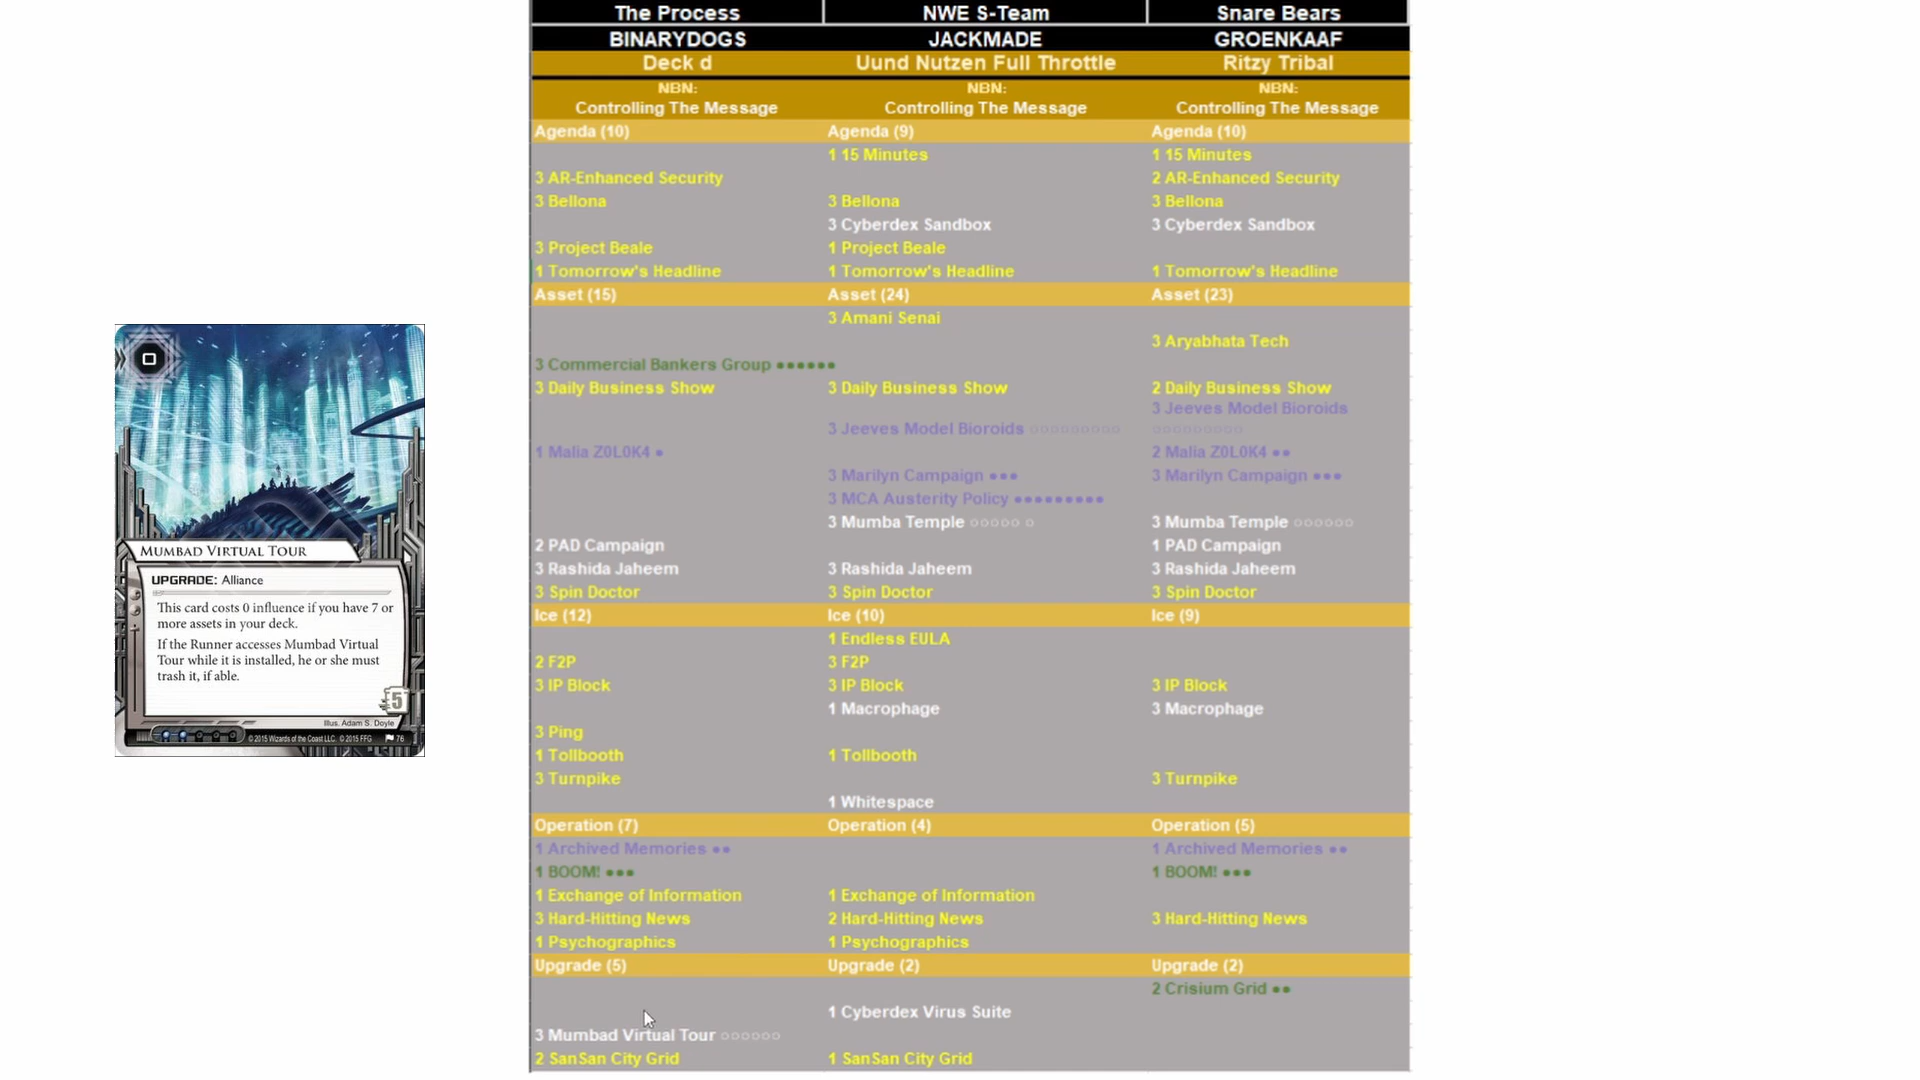 MUMBAD VIRTUAL TOUR
UPGRADE: Alliance
This card costs 0 influence if you have 7 or
more assets in your deck.
If the Runner accesses Mumbad Virtual
Tour while it is installed, he or she must
trash it, if able.
5
Illus. Adam S. Doyle
© 2015 Wizards of the Coast LLC. © 2015 FFG
76
The Process
BINARYDOGS
Deck d
NBN:
Controlling The Message
Agenda (10)
3 AR-Enhanced Security
3 Bellona
3 Project Beale
1 Tomorrow's Headline
Asset (15)
3 Commercial Bankers Group ●●●●●●
3 Daily Business Show
1 Malia Z0L0K4 ●
2 PAD Campaign
3 Rashida Jaheem
3 Spin Doctor
Ice (12)
2 F2P
3 IP Block
3 Ping
1 Tollbooth
3 Turnpike
Operation (7)
1 Archived Memories ●●
1 BOOM! ●●●
1 Exchange of Information
3 Hard-Hitting News
1 Psychographics
Upgrade (5)
3 Mumbad Virtual Tour ○○○○○○
2 SanSan City Grid
NWE S-Team
JACKMADE
Uund Nutzen Full Throttle
NBN:
Controlling The Message
Agenda (9)
1 15 Minutes
3 Bellona
3 Cyberdex Sandbox
1 Project Beale
1 Tomorrow's Headline
Asset (24)
3 Amani Senai
3 Daily Business Show
3 Jeeves Model Bioroids ○○○○○○○○○
3 Marilyn Campaign ●●●
3 MCA Austerity Policy ●●●●●●●●●
3 Mumba Temple ○○○○○ ○
3 Rashida Jaheem
3 Spin Doctor
Ice (10)
1 Endless EULA
3 F2P
3 IP Block
1 Macrophage
1 Tollbooth
1 Whitespace
Operation (4)
1 Exchange of Information
2 Hard-Hitting News
1 Psychographics
Upgrade (2)
1 Cyberdex Virus Suite
1 SanSan City Grid
Snare Bears
GROENKAAF
Ritzy Tribal
NBN:
Controlling The Message
Agenda (10)
1 15 Minutes
2 AR-Enhanced Security
3 Bellona
3 Cyberdex Sandbox
1 Tomorrow's Headline
Asset (23)
3 Aryabhata Tech
2 Daily Business Show
3 Jeeves Model Bioroids
○○○○○○○○○
2 Malia Z0L0K4 ●●
3 Marilyn Campaign ●●●
3 Mumba Temple ○○○○○○
1 PAD Campaign
3 Rashida Jaheem
3 Spin Doctor
Ice (9)
3 IP Block
3 Macrophage
3 Turnpike
Operation (5)
1 Archived Memories ●●
1 BOOM! ●●●
3 Hard-Hitting News
Upgrade (2)
2 Crisium Grid ●●